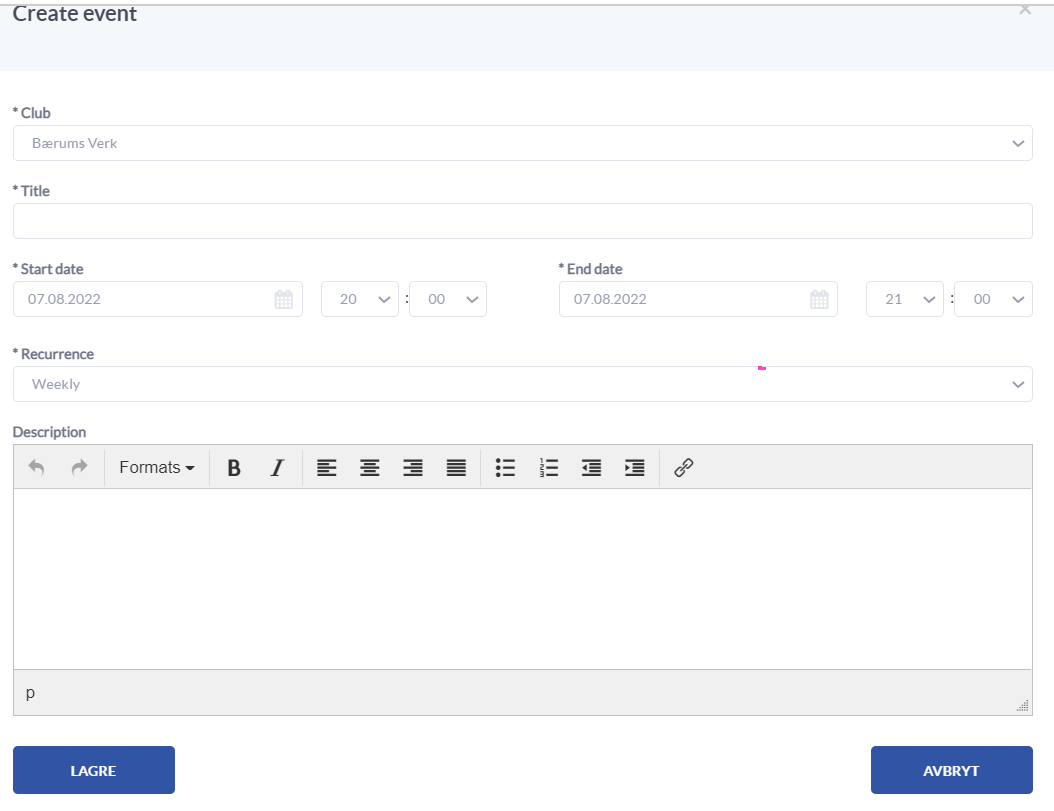 Create event
* Club
Bærums Verk
* Title
* Start date
* End date
07.08.2022 20 : 00 07.08.2022 21 : 00
* Recurrence
Weekly
Description
Formats B I
p
LAGRE AVBRYT